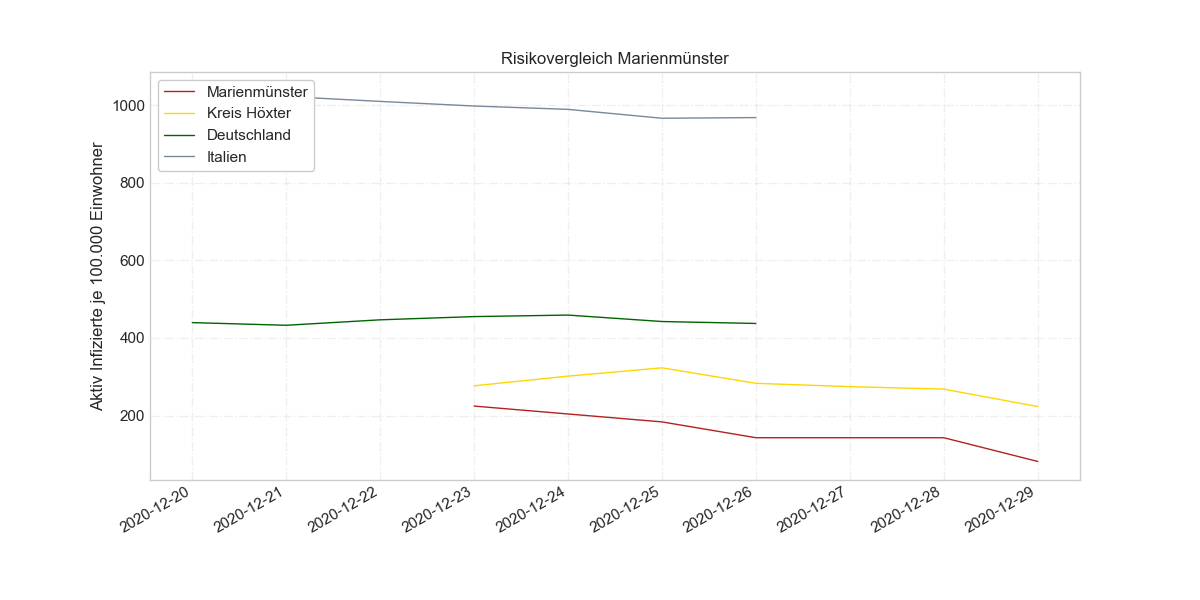 Risikovergleich Marienmünster
Marienmünster
Kreis Höxter
Deutschland
Italien
Aktiv Infizierte je 100.000 Einwohner
1000
800
600
400
200
2020-12-20
2020-12-21
2020-12-22
2020-12-23
2020-12-24
2020-12-25
2020-12-26
2020-12-27
2020-12-28
2020-12-29